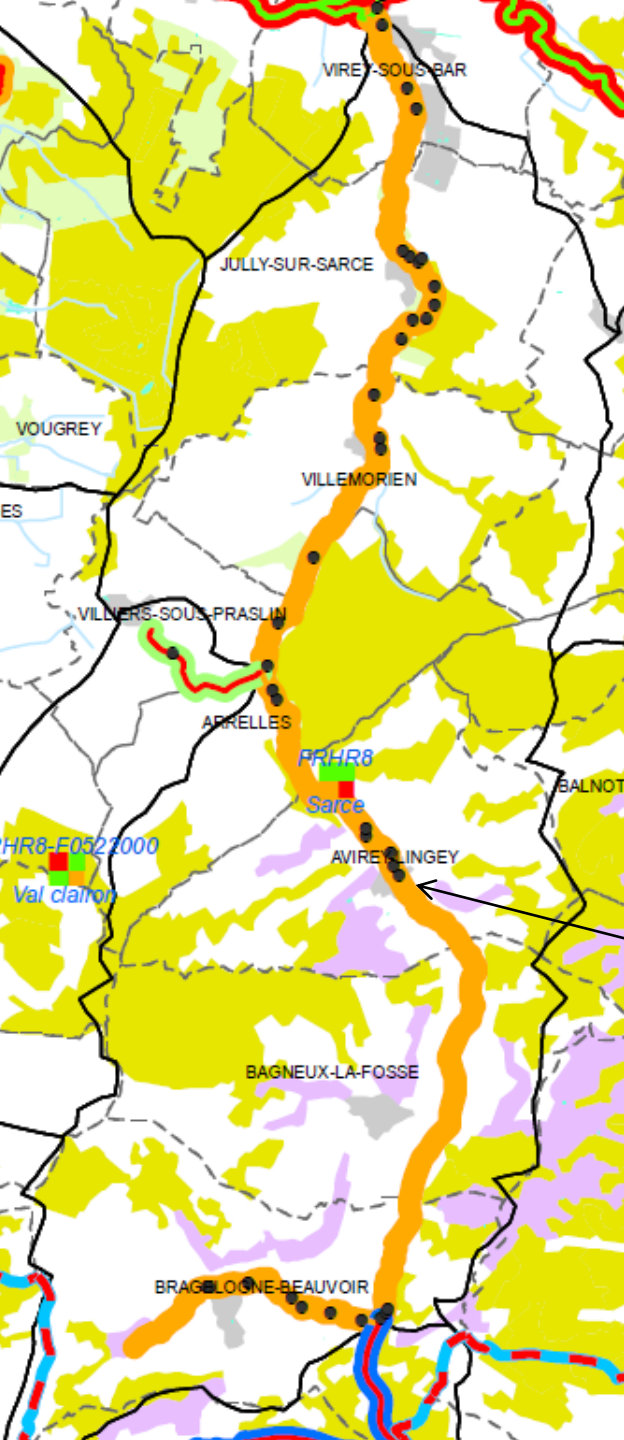 VIREY-SOUS-BAR
JULLY-SUR-SARCE
VOUGREY
VILLEMORIEN
ES
VILLIERS-SOUS-PRASLIN
ARRELLES
FRHR8
Sarce
BALNOT
RHR8-F0522000
AVIREY-LINGEY
Val clairon
BAGNEUX-LA-FOSSE
BRAGELOGNE-BEAUVOIR